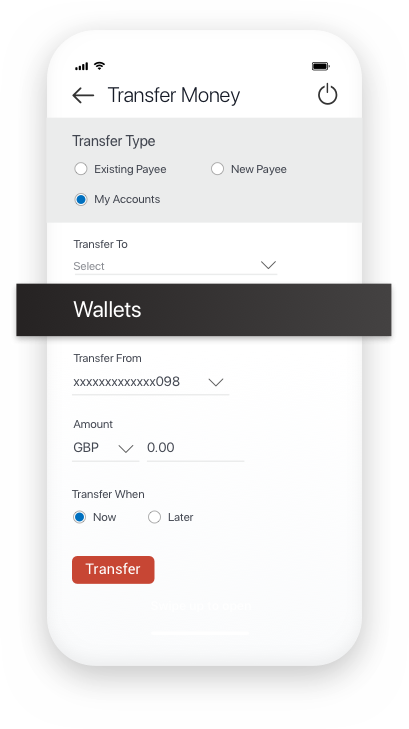 Transfer Money
Transfer Type
Existing Payee
New Payee
My Accounts
Transfer To
Select
Wallets
Transfer From
xxxxxxxxxxxxx098
Amount
GBP 0.00
Transfer When
Now
Later
Transfer